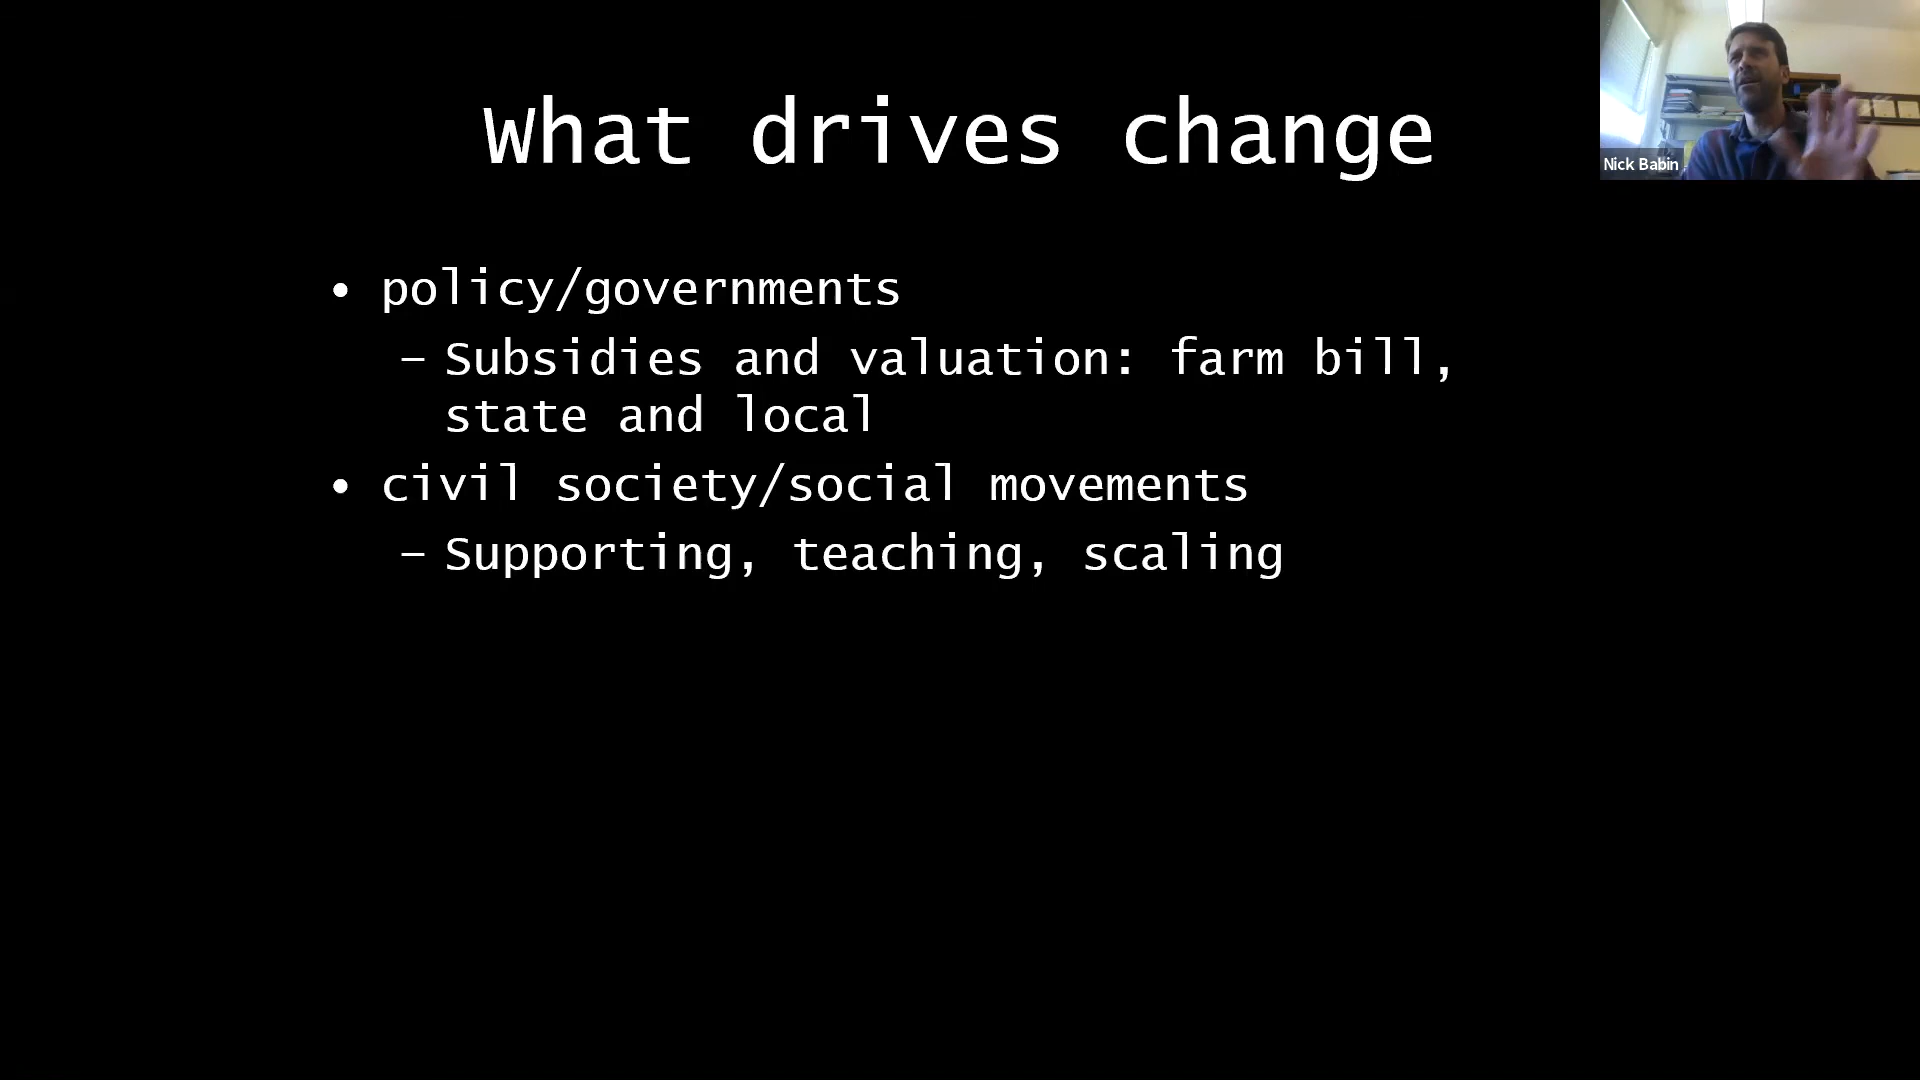 What drives change
• policy/governments
– Subsidies and valuation: farm bill,
state and local
• civil society/social movements
– Supporting, teaching, scaling
Nick Babin